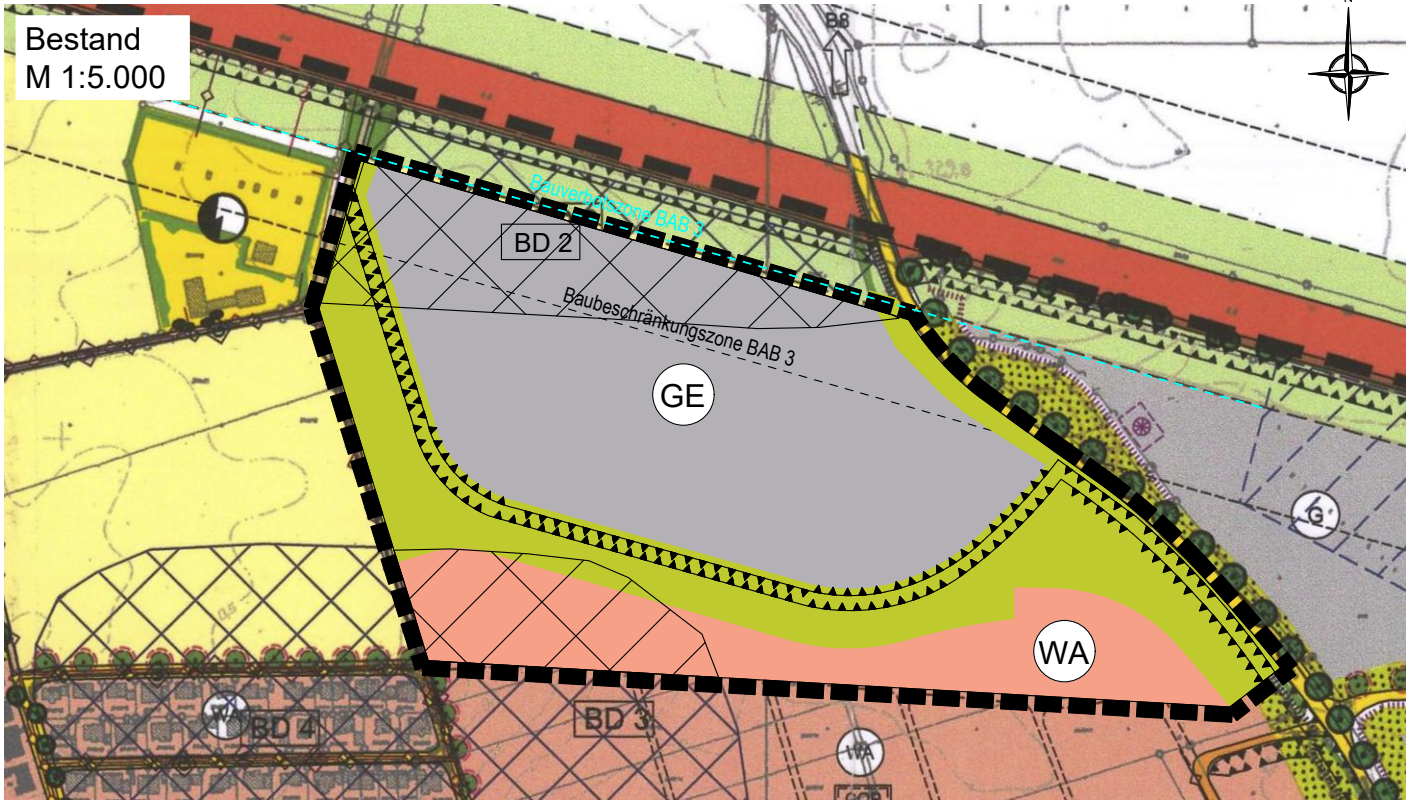 Bestand
M 1:5.000
B8
N
Bauverbotszone BAB 3
BD 2
Baubeschränkungszone BAB 3
GE
G
WA
WA
BD 4
BD 3
WA